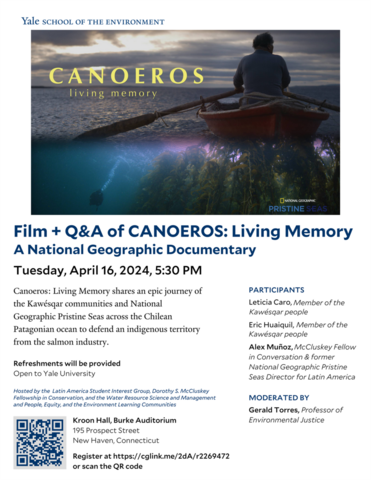 Yale SCHOOL OF THE ENVIRONMENT
CANOEROS
living memory
NATIONAL GEOGRAPHIC
PRISTINE SEAS
Film + Q&A of CANOEROS: Living Memory
A National Geographic Documentary
Tuesday, April 16, 2024, 5:30 PM
Canoeros: Living Memory shares an epic journey of
the Kawésqar communities and National
Geographic Pristine Seas across the Chilean
Patagonian ocean to defend an indigenous territory
from the salmon industry.
Refreshments will be provided
Open to Yale University
Hosted by the Latin America Student Interest Group, Dorothy S. McCluskey
Fellowship in Conservation, and the Water Resource Science and Management
and People, Equity, and the Environment Learning Communities
Kroon Hall, Burke Auditorium
195 Prospect Street
New Haven, Connecticut
Register at https://cglink.me/2dA/r2269472
or scan the QR code
PARTICIPANTS
Leticia Caro, Member of the
Kawésqar people
Eric Huaiquil, Member of the
Kawésqar people
Alex Muñoz, McCluskey Fellow
in Conversation & former
National Geographic Pristine
Seas Director for Latin America
MODERATED BY
Gerald Torres, Professor of
Environmental Justice